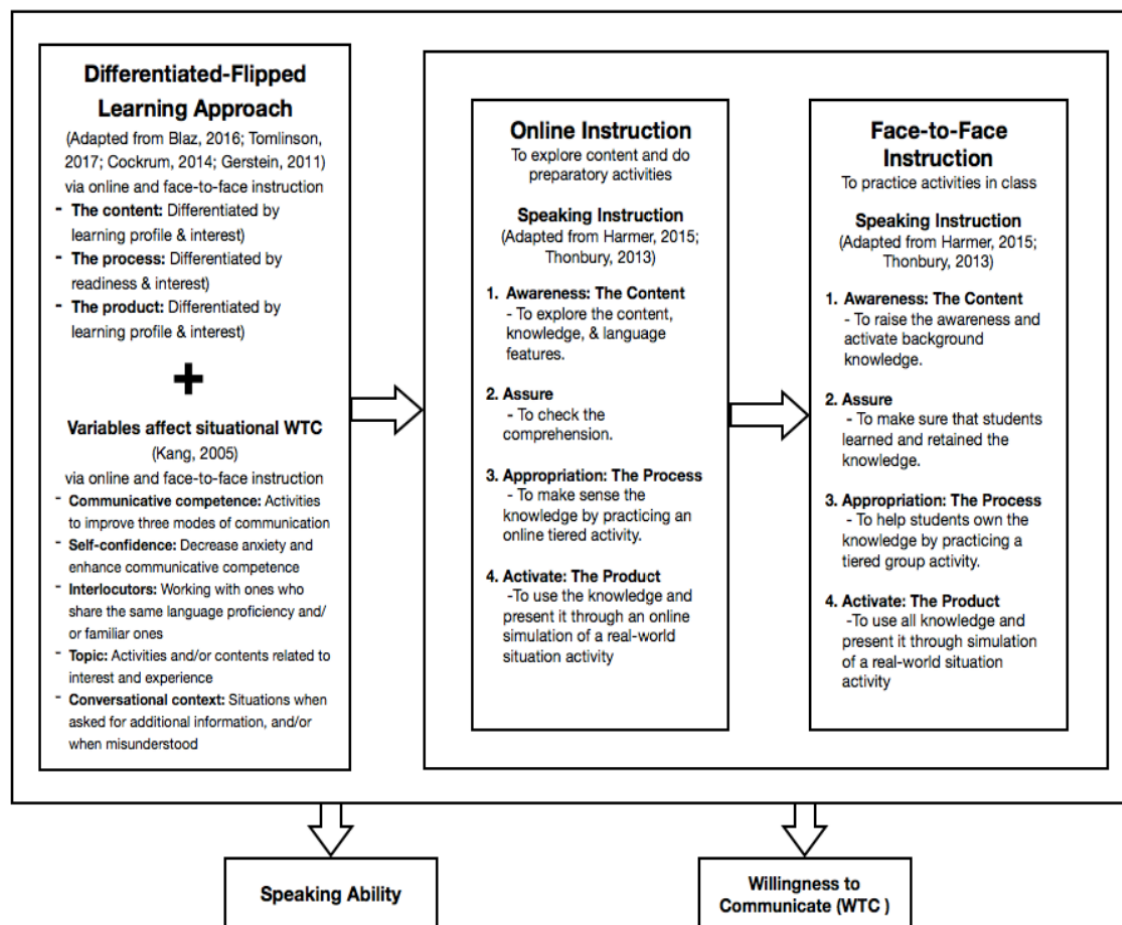 Differentiated-Flipped
Learning Approach
(Adapted from Blaz, 2016; Tomlinson,
2017; Cockrum, 2014; Gerstein, 2011)
via online and face-to-face instruction
- The content: Differentiated by
learning profile & interest)
- The process: Differentiated by
readiness & interest)
- The product: Differentiated by
learning profile & interest)
+
Variables affect situational WTC
(Kang, 2005)
via online and face-to-face instruction
- Communicative competence: Activities
to improve three modes of communication
- Self-confidence: Decrease anxiety and
enhance communicative competence
- Interlocutors: Working with ones who
share the same language proficiency and/
or familiar ones
- Topic: Activities and/or contents related to
interest and experience
- Conversational context: Situations when
asked for additional information, and/or
when misunderstood
Online Instruction
To explore content and do
preparatory activities
Speaking Instruction
(Adapted from Harmer, 2015;
Thonbury, 2013)
1. Awareness: The Content
- To explore the content,
knowledge, & language
features.
2. Assure
- To check the
comprehension.
3. Appropriation: The Process
- To make sense the
knowledge by practicing an
online tiered activity.
4. Activate: The Product
-To use the knowledge and
present it through an online
simulation of a real-world
situation activity
Face-to-Face
Instruction
To practice activities in class
Speaking Instruction
(Adapted from Harmer, 2015;
Thonbury, 2013)
1. Awareness: The Content
- To raise the awareness and
activate background
knowledge.
2. Assure
- To make sure that students
learned and retained the
knowledge.
3. Appropriation: The Process
- To help students own the
knowledge by practicing a
tiered group activity.
4. Activate: The Product
-To use all knowledge and
present it through simulation
of a real-world situation
activity
Speaking Ability
Willingness to
Communicate (WTC )